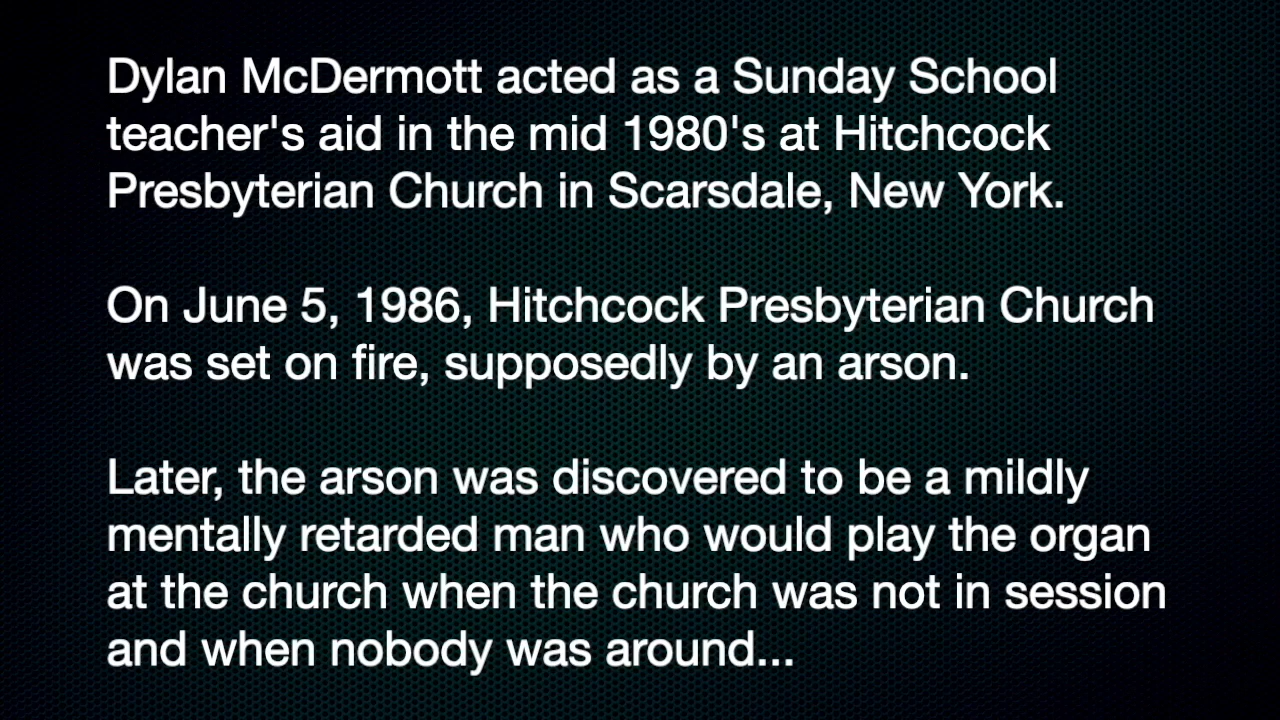 Dylan McDermott acted as a Sunday School
teacher's aid in the mid 1980's at Hitchcock
Presbyterian Church in Scarsdale, New York.
On June 5, 1986, Hitchcock Presbyterian Church
was set on fire, supposedly by an arson.
Later, the arson was discovered to be a mildly
mentally retarded man who would play the organ
at the church when the church was not in session
and when nobody was around...